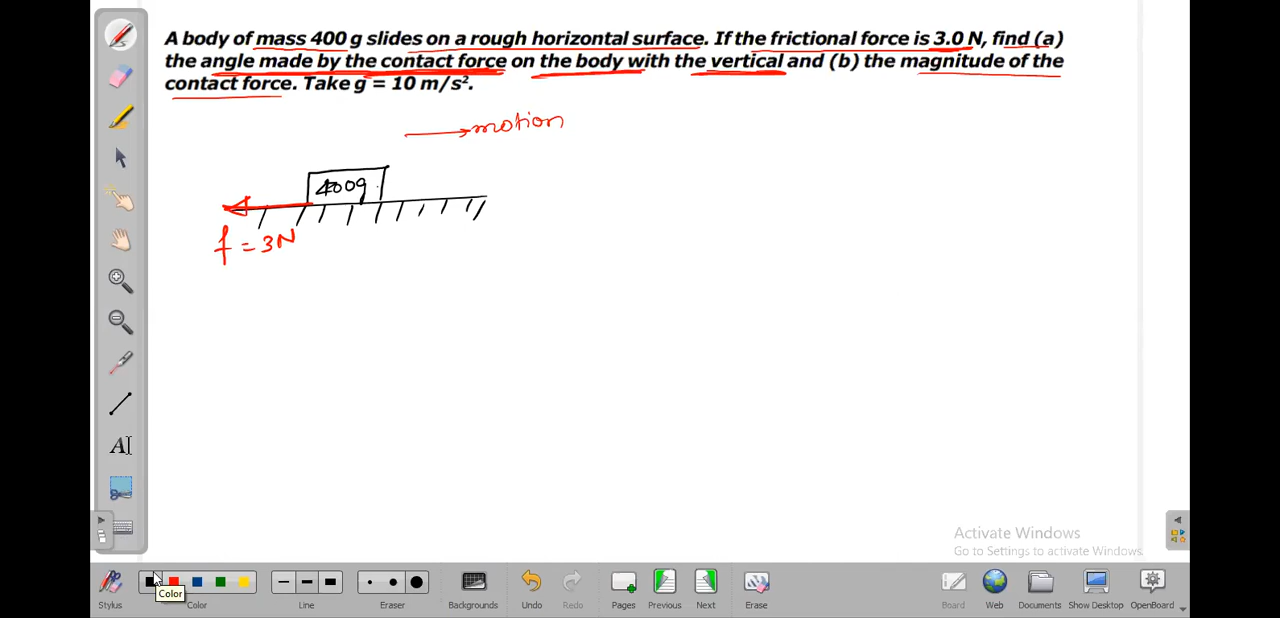 A body of mass 400 g slides on a rough horizontal surface. If the frictional force is 3.0 N, find (a)
the angle made by the contact force on the body with the vertical and (b) the magnitude of the
contact force. Take g = 10 m/s².
motion
400g
f = 3N
A
Activate Windows
Go to Settings to activate Windows.
Color
Stylus
Color
Line
Eraser
Backgrounds
Undo
Redo
Pages
Previous
Next
Erase
Board
Web
Documents
Show Desktop
OpenBoard